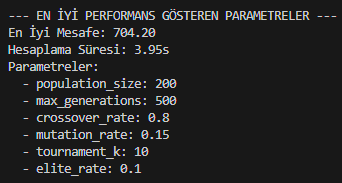 --- EN İYİ PERFORMANS GÖSTEREN PARAMETRELER ---
En İyi Mesafe: 704.20
Hesaplama Süresi: 3.95s
Parametreler:
- population_size: 200
- max_generations: 500
- crossover_rate: 0.8
- mutation_rate: 0.15
- tournament_k: 10
- elite_rate: 0.1